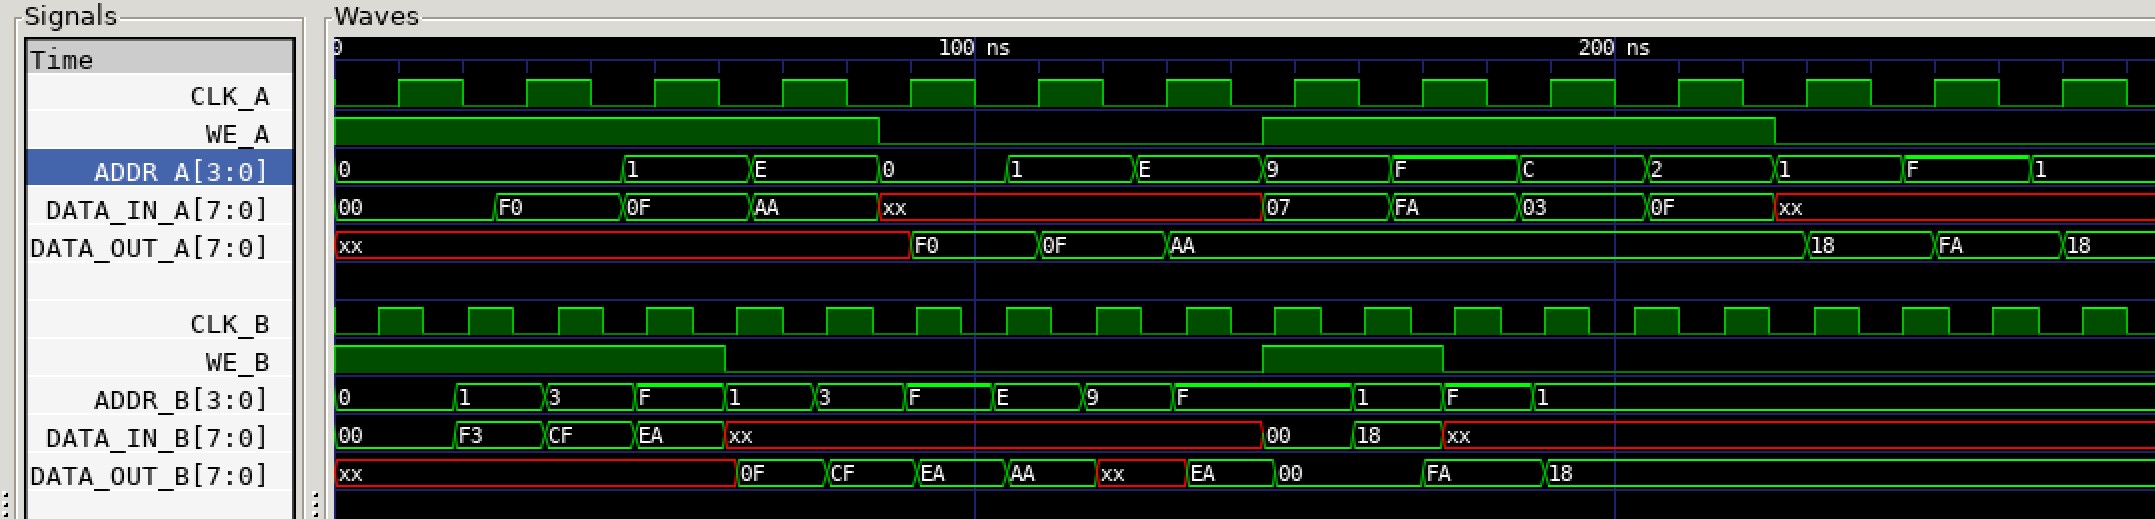 Signals
Waves
Time
0 100 ns 200 ns
CLK_A
WE_A
ADDR_A[3:0] 0 1 E 0 1 E 9 F C 2 1 F 1
DATA_IN_A[7:0] 00 F0 0F AA xx 07 FA 03 0F xx
DATA_OUT_A[7:0] xx F0 0F AA 18 FA 18
CLK_B
WE_B
ADDR_B[3:0] 0 1 3 F 1 3 F E 9 F 1 F 1
DATA_IN_B[7:0] 00 F3 CF EA xx 00 18 xx
DATA_OUT_B[7:0] xx 0F CF EA AA xx EA 00 FA 18